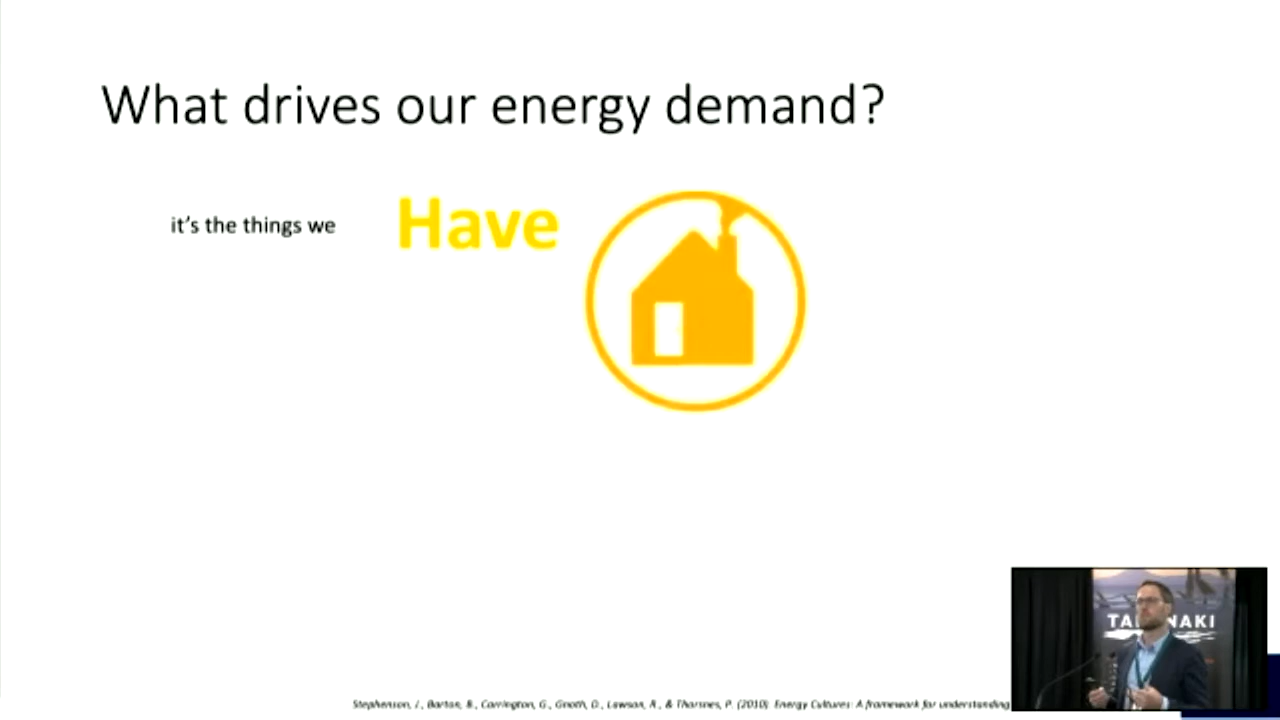 What drives our energy demand?
it's the things we Have
Stephenson, J., Barton, B., Carrington, G., Gnoth, D., Lawson, R., & Thorsnes, P. (2010). Energy Cultures: A framework for understanding